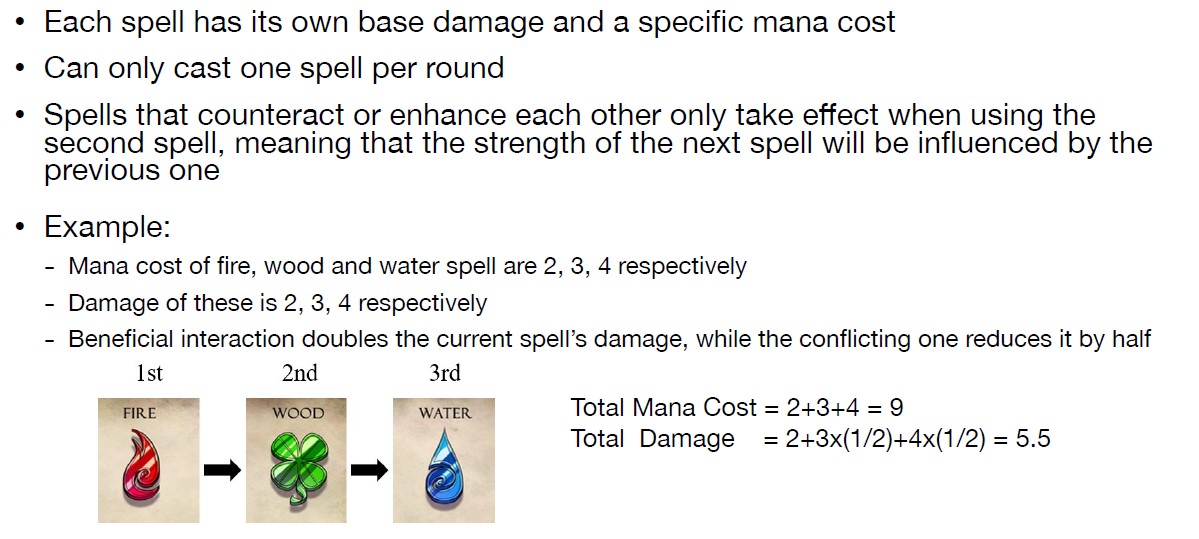 • Each spell has its own base damage and a specific mana cost
• Can only cast one spell per round
• Spells that counteract or enhance each other only take effect when using the
second spell, meaning that the strength of the next spell will be influenced by the
previous one
• Example:
- Mana cost of fire, wood and water spell are 2, 3, 4 respectively
- Damage of these is 2, 3, 4 respectively
- Beneficial interaction doubles the current spell's damage, while the conflicting one reduces it by half
1st 2nd 3rd
FIRE WOOD WATER
Total Mana Cost = 2+3+4 = 9
Total Damage = 2+3x(1/2)+4x(1/2) = 5.5